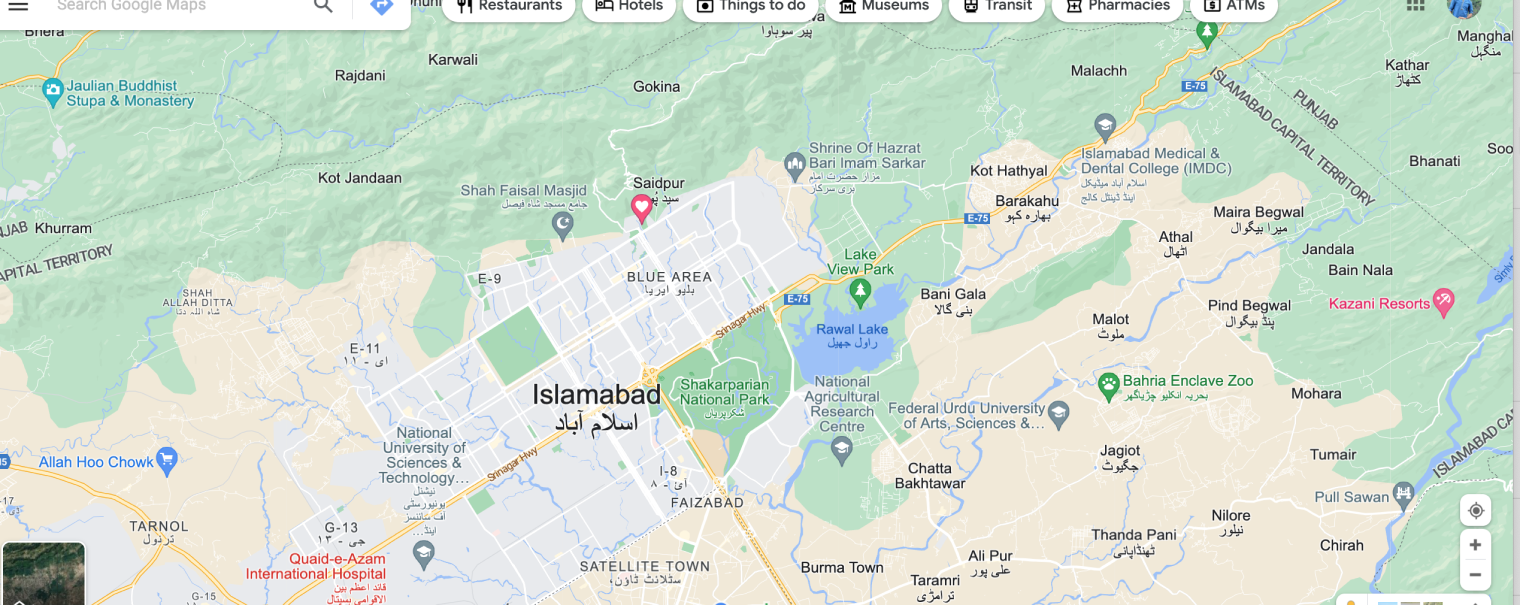 Search Google Maps
Restaurants
Hotels
Things to do
Museums
Transit
Pharmacies
ATMs
Bhera
پیر سوہاوا
Karwali
Rajdani
Jaulian Buddhist
Stupa & Monastery
Gokina
Malachh
E-75
Manghal
منگہل
Kathar
کٹھاڑ
PUNJAB
ISLAMABAD CAPITAL TERRITORY
Bhanati
Soo
Kot Jandaan
Shah Faisal Masjid
جامع مسجد شاہ فیصل
Saidpur
Shrine Of Hazrat
Bari Imam Sarkar
مزار حضرت امام
بری سرکار
Kot Hathyal
Islamabad Medical &
Dental College (IMDC)
اسلام آباد میڈیکل
اینڈ ڈینٹل کالج
Barakahu
بھارہ کہو
E-75
Maira Begwal
میرا بیگوال
Athal
اٹھال
Jandala
Bain Nala
NJAB
Khurram
APITAL TERRITORY
SHAH
ALLAH DITTA
شاہ اللہ دتا
E-9
BLUE AREA
بلیو ایریا
Lake
View Park
E-75
Srinagar Hwy
Bani Gala
بنی گالا
Rawal Lake
راول جھیل
Malot
ملوٹ
Pind Begwal
پنڈ بیگوال
Kazani Resorts
E-11
ای - ۱۱
Islamabad
اسلام آباد
Shakarparian
National Park
شکرپڑیاں
National
Agricultural
Research
Centre
Federal Urdu University
of Arts, Sciences &...
Bahria Enclave Zoo
بحریہ انکلیو چڑیاگھر
Mohara
National
University of
Sciences &
Technology...
نیشنل
یونیورسٹی
آف سائنسز
اینڈ...
Srinagar Hwy
Allah Hoo Chowk
I-8
آئ - ۸
FAIZABAD
Chatta
Bakhtawar
Jagiot
جگیوٹ
Tumair
ISLAMABAD CA
Pull Sawan
TARNOL
ترنول
G-13
جی - ۱۳
Quaid-e-Azam
International Hospital
قائد اعظم بین
الاقوامی ہسپتال
G-15
SATELLITE TOWN
سٹلائٹ ٹاؤن،
Burma Town
Ali Pur
علی پور
Taramri
ترامڑی
Thanda Pani
ٹھنڈاپانی
Nilore
نیلور
Chirah